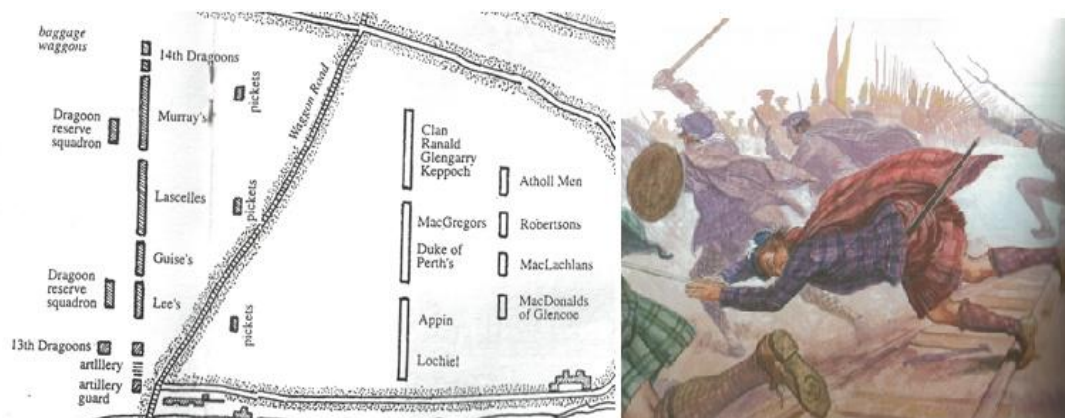 baggage
waggons
14th Dragoons
pickets
Murray's
Dragoon
reserve
squadron
Waggon Road
Clan
Ranald
Glengarry
Keppoch
Atholl Men
Lascelles
pickets
MacGregors
Robertsons
Duke of
Perth's
Guise's
MacLachlans
Dragoon
reserve
squadron
Lee's
MacDonalds
of Glencoe
pickets
Appin
13th Dragoons
artillery
Lochiel
artillery
guard